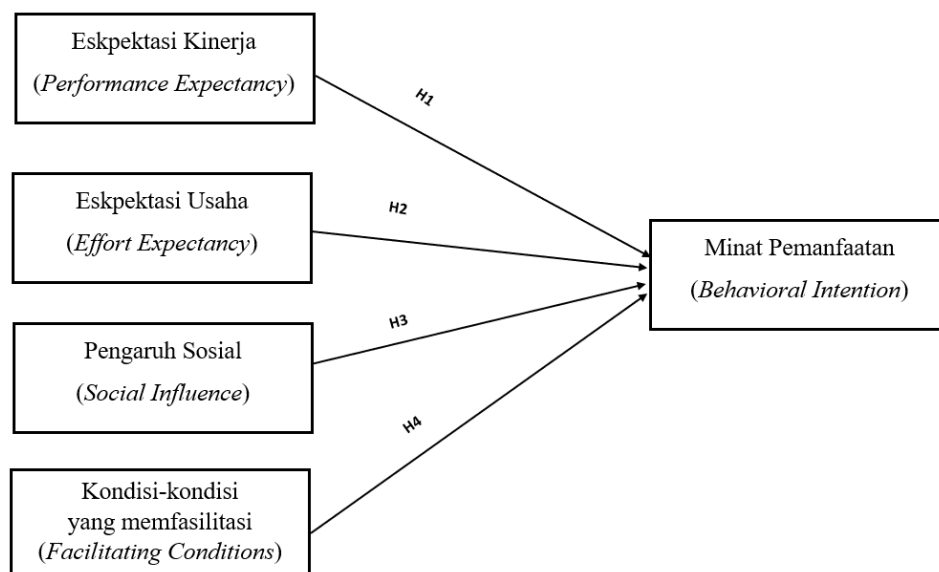 Eskpektasi Kinerja
(Performance Expectancy)
H1
Eskpektasi Usaha
(Effort Expectancy)
H2
Minat Pemanfaatan
(Behavioral Intention)
Pengaruh Sosial
(Social Influence)
H3
H4
Kondisi-kondisi
yang memfasilitasi
(Facilitating Conditions)